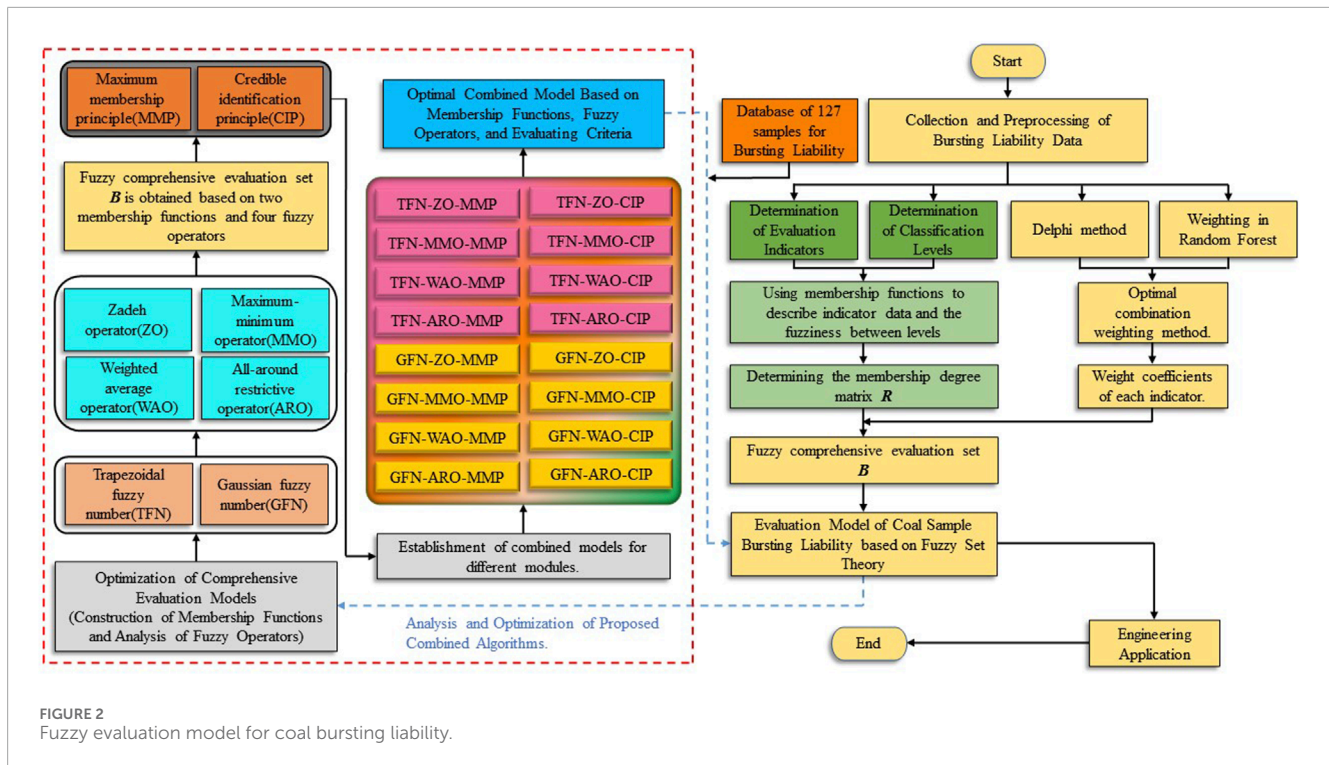 Maximum
membership
principle(MMP)
Credible
identification
principle(CIP)
Fuzzy comprehensive evaluation set
B is obtained based on two
membership functions and four fuzzy
operators
Zadeh
operator(ZO)
Maximum-
minimum
operator(MMO)
Weighted
average
operator(WAO)
All-around
restrictive
operator(ARO)
Trapezoidal
fuzzy
number(TFN)
Gaussian fuzzy
number(GFN)
Optimization of Comprehensive
Evaluation Models
(Construction of Membership Functions
and Analysis of Fuzzy Operators)
Optimal Combined Model Based on
Membership Functions, Fuzzy
Operators, and Evaluating Criteria
TFN-ZO-MMP
TFN-ZO-CIP
TFN-MMO-MMP
TFN-MMO-CIP
TFN-WAO-MMP
TFN-WAO-CIP
TFN-ARO-MMP
TFN-ARO-CIP
GFN-ZO-MMP
GFN-ZO-CIP
GFN-MMO-MMP
GFN-MMO-CIP
GFN-WAO-MMP
GFN-WAO-CIP
GFN-ARO-MMP
GFN-ARO-CIP
Establishment of combined models for
different modules.
Analysis and Optimization of Proposed
Combined Algorithms.
Start
Database of 127
samples for
Bursting Liability
Collection and Preprocessing of
Bursting Liability Data
Determination
of Evaluation
Indicators
Determination
of Classification
Levels
Delphi method
Weighting in
Random Forest
Using membership functions to
describe indicator data and the
fuzziness between levels
Optimal
combination
weighting method.
Determining the membership degree
matrix R
Weight coefficients
of each indicator.
Fuzzy comprehensive evaluation set
B
Evaluation Model of Coal Sample
Bursting Liability based on Fuzzy Set
Theory
End
Engineering
Application
FIGURE 2
Fuzzy evaluation model for coal bursting liability.